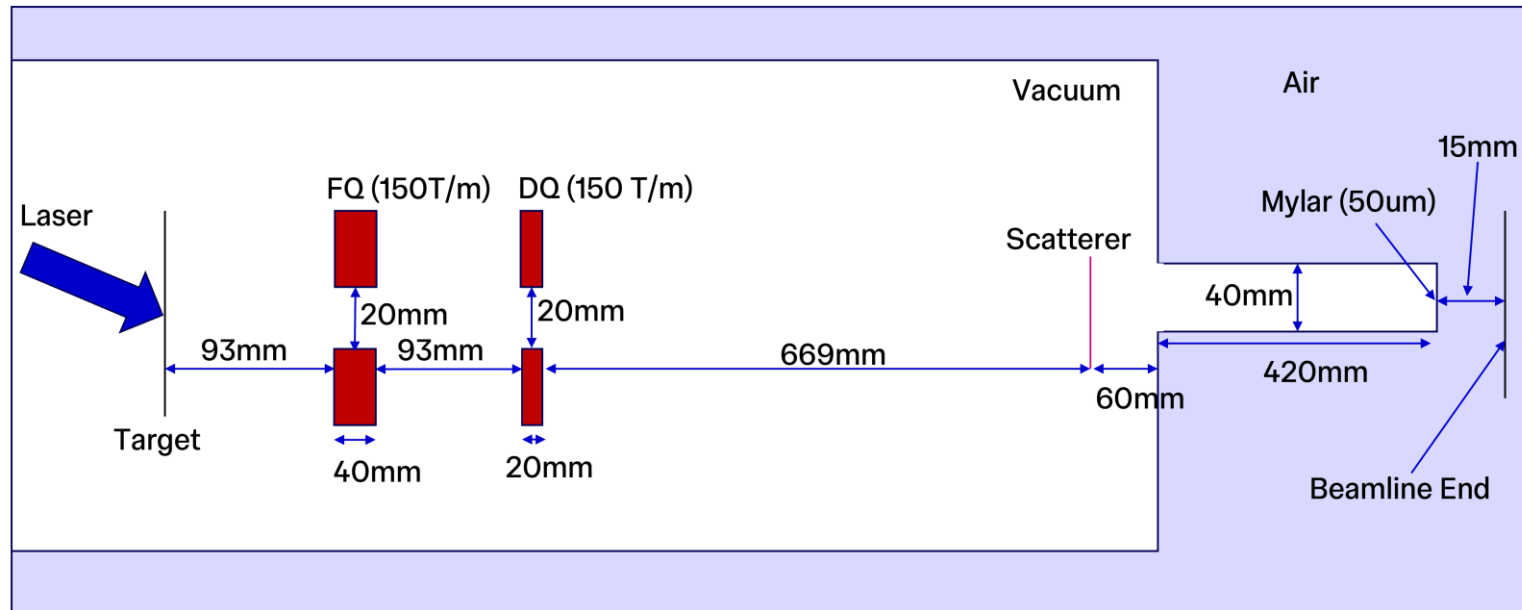 Vacuum
Air
15mm
FQ (150T/m)
DQ (150 T/m)
Mylar (50um)
Laser
Scatterer
20mm
20mm
40mm
93mm
93mm
669mm
420mm
60mm
Target
40mm
20mm
Beamline End